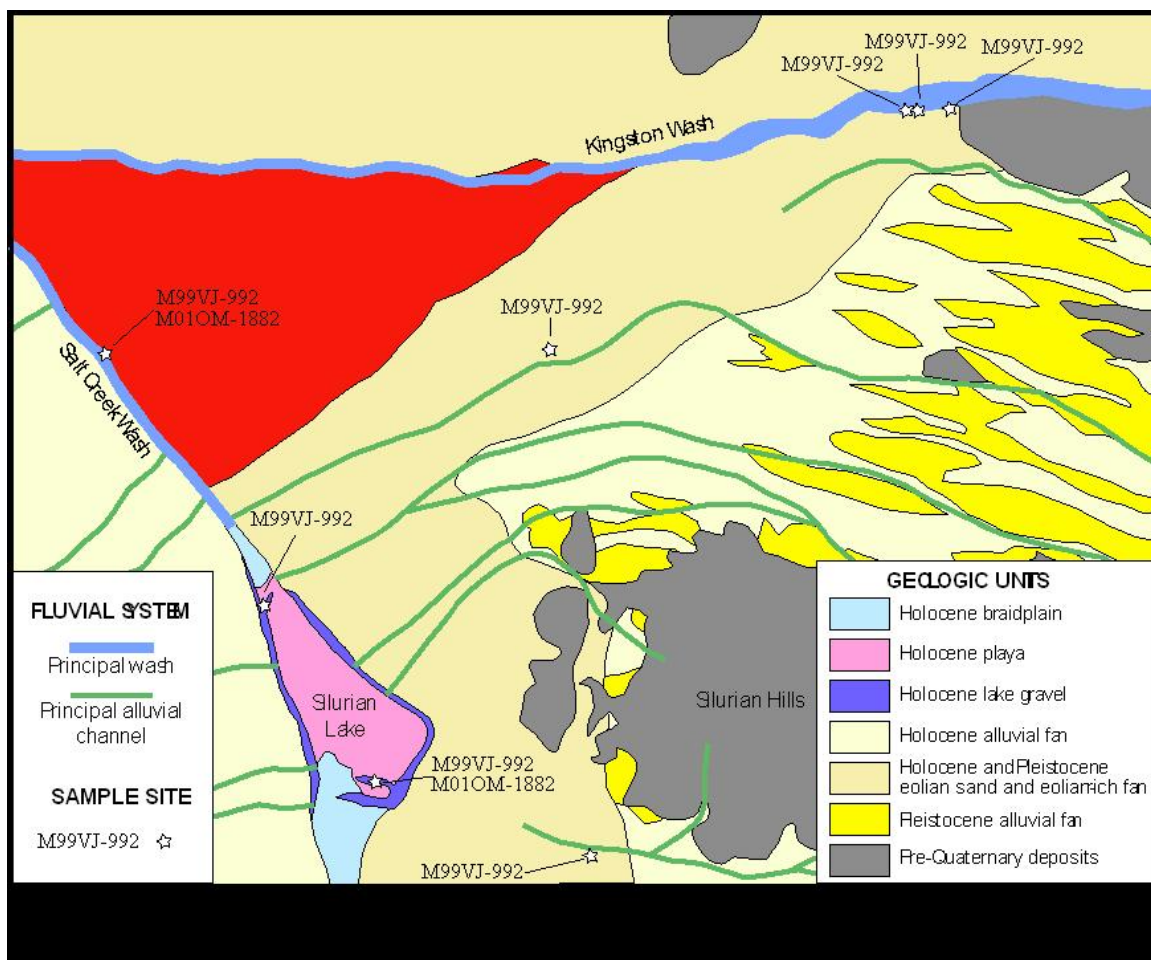 M99VJ-992
M99VJ-992
M99VJ-992
Kingston Wash
M99VJ-992
M01OM-1882
M99VJ-992
Salt Creek Wash
M99VJ-992
FLUVIAL SYSTEM
Principal wash
Principal alluvial
channel
SAMPLE SITE
M99VJ-992
Silurian
Lake
M99VJ-992
M01OM-1882
M99VJ-992
Silurian Hills
GEOLOGIC UNITS
Holocene braidplain
Holocene playa
Holocene lake gravel
Holocene alluvial fan
Holocene and Pleistocene
eolian sand and eolian-rich fan
Pleistocene alluvial fan
Pre-Quaternary deposits